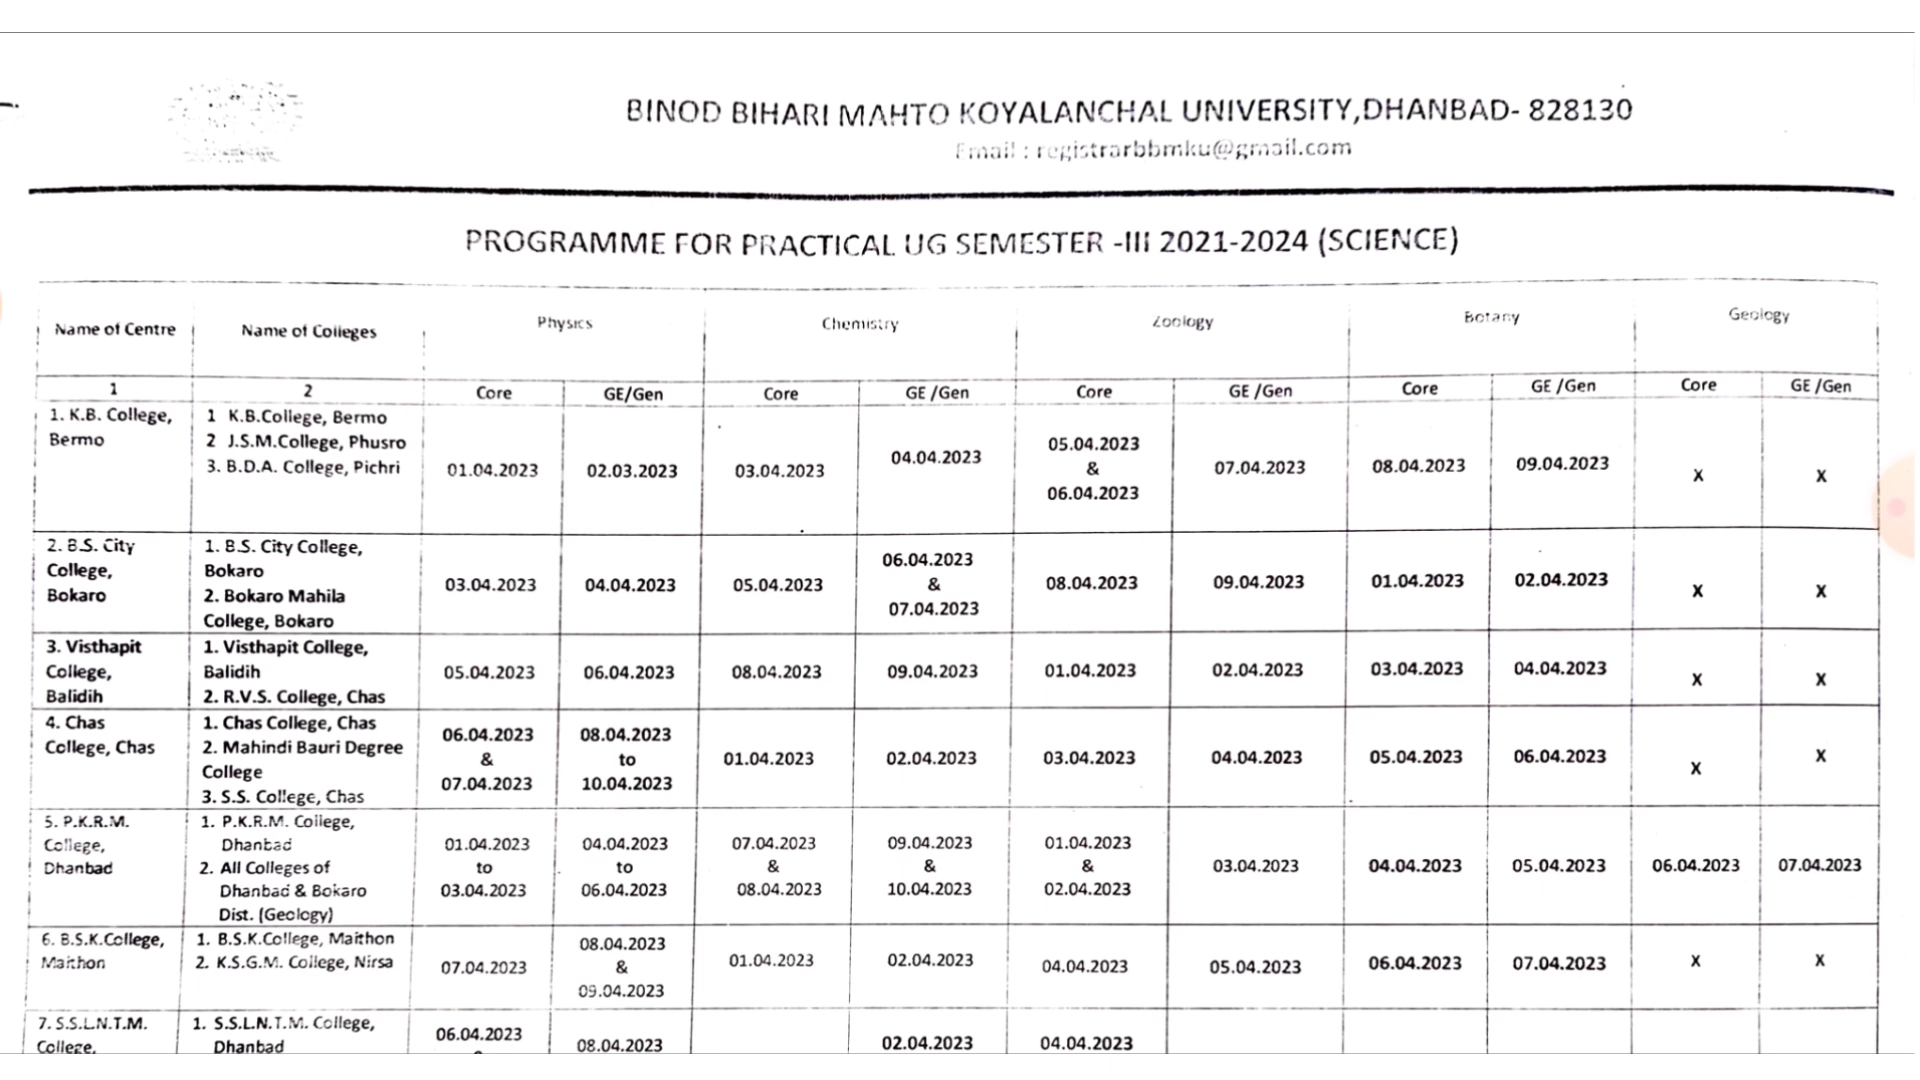 BINOD BIHARI MAHTO KOYALANCHAL UNIVERSITY,DHANBAD- 828130
Email : registrarbbmku@gmail.com
PROGRAMME FOR PRACTICAL UG SEMESTER -III 2021-2024 (SCIENCE)
Name of Centre Name of Colleges Physics Chemistry Zoology Botany Geology
1 2 Core GE/Gen Core GE /Gen Core GE /Gen Core GE /Gen Core GE /Gen
1. K.B. College, 1 K.B.College, Bermo
Bermo 2 J.S.M.College, Phusro 05.04.2023
3. B.D.A. College, Pichri 01.04.2023 02.03.2023 03.04.2023 04.04.2023 & 07.04.2023 08.04.2023 09.04.2023 X X
06.04.2023
2. B.S. City 1. B.S. City College, 06.04.2023
College, Bokaro 03.04.2023 04.04.2023 05.04.2023 & 08.04.2023 09.04.2023 01.04.2023 02.04.2023 X X
Bokaro 2. Bokaro Mahila 07.04.2023
College, Bokaro
3. Visthapit 1. Visthapit College,
College, Balidih 05.04.2023 06.04.2023 08.04.2023 09.04.2023 01.04.2023 02.04.2023 03.04.2023 04.04.2023 X X
Balidih 2. R.V.S. College, Chas
4. Chas 1. Chas College, Chas 06.04.2023 08.04.2023
College, Chas 2. Mahindi Bauri Degree & to 01.04.2023 02.04.2023 03.04.2023 04.04.2023 05.04.2023 06.04.2023 X X
College 07.04.2023 10.04.2023
3. S.S. College, Chas
5. P.K.R.M. 1. P.K.R.M. College,
College, Dhanbad 01.04.2023 04.04.2023 07.04.2023 09.04.2023 01.04.2023
Dhanbad 2. All Colleges of to to & & & 03.04.2023 04.04.2023 05.04.2023 06.04.2023 07.04.2023
Dhanbad & Bokaro 03.04.2023 06.04.2023 08.04.2023 10.04.2023 02.04.2023
Dist. (Geology)
6. B.S.K.College, 1. B.S.K.College, Maithon 08.04.2023
Maithon 2. K.S.G.M. College, Nirsa 07.04.2023 & 01.04.2023 02.04.2023 04.04.2023 05.04.2023 06.04.2023 07.04.2023 X X
09.04.2023
7. S.S.L.N.T.M. 1. S.S.L.N.T.M. College, 06.04.2023
College, Dhanbad 08.04.2023 02.04.2023 04.04.2023